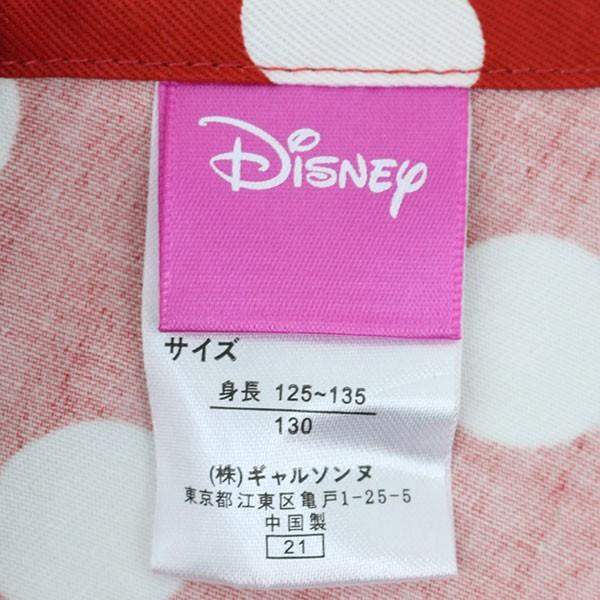 Disney
サイズ
身長 125~135
130
(株)ギャルソンヌ
東京都江東区亀戸1-25-5
中国製
21